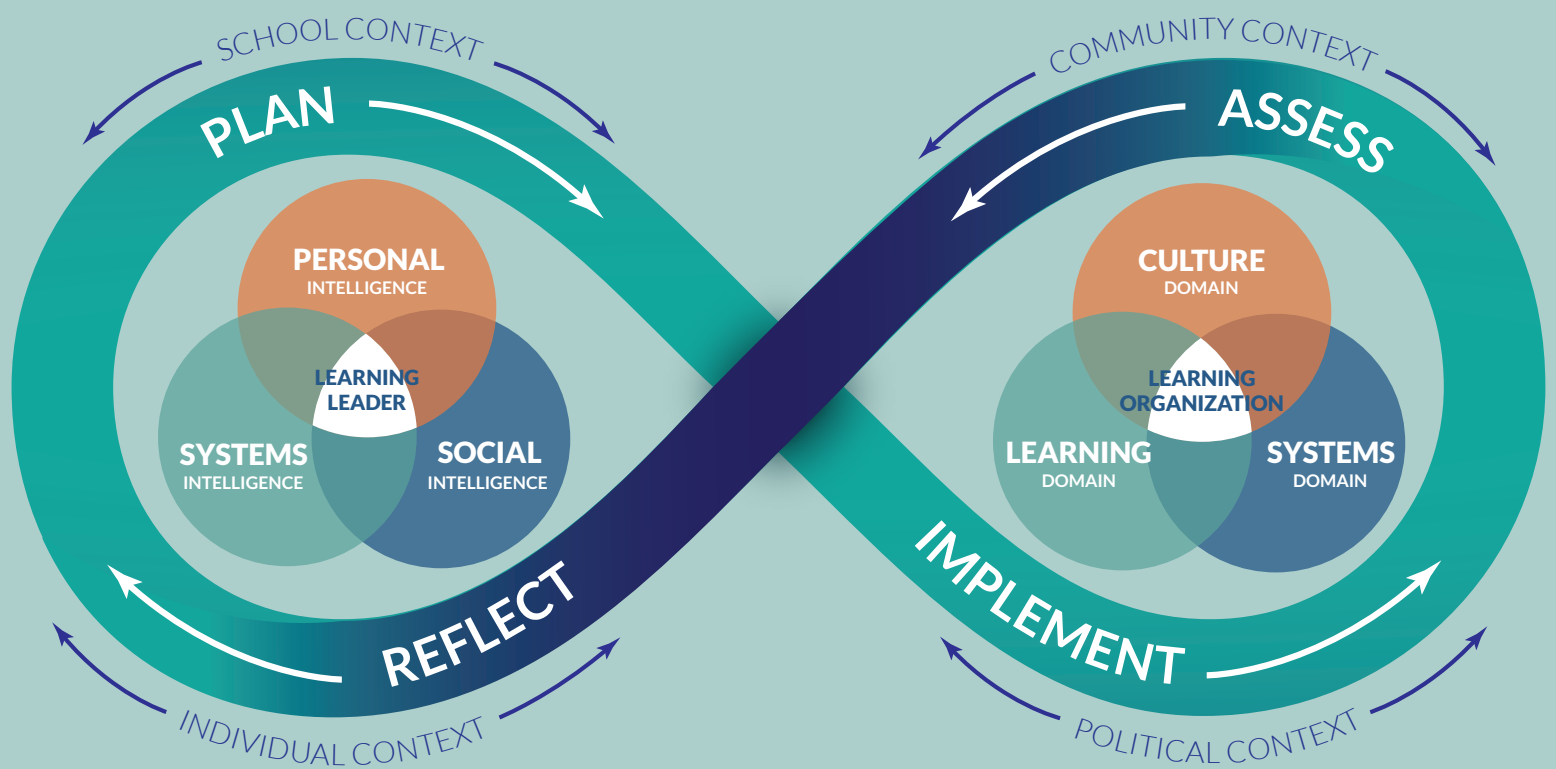 SCHOOL CONTEXT
PLAN
PERSONAL
INTELLIGENCE
LEARNING
LEADER
SYSTEMS
INTELLIGENCE
SOCIAL
INTELLIGENCE
REFLECT
INDIVIDUAL CONTEXT
COMMUNITY CONTEXT
ASSESS
CULTURE
DOMAIN
LEARNING
ORGANIZATION
LEARNING
DOMAIN
SYSTEMS
DOMAIN
IMPLEMENT
POLITICAL CONTEXT